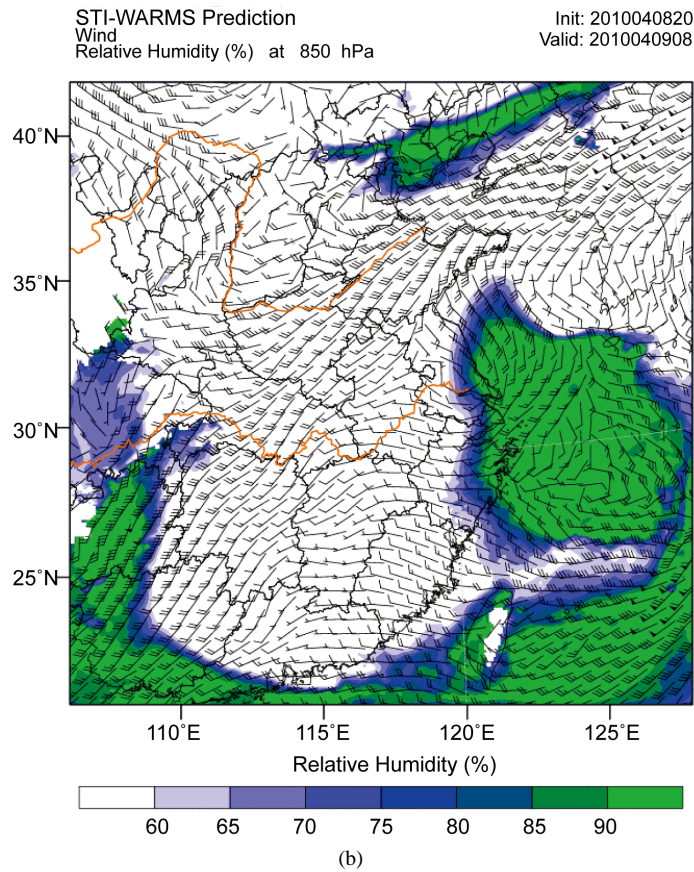 STI-WARMS Prediction
Init: 2010040820
Wind
Valid: 2010040908
Relative Humidity (%) at 850 hPa
40°N
35°N
30°N
25°N
110°E 115°E 120°E 125°E
Relative Humidity (%)
60 65 70 75 80 85 90
(b)